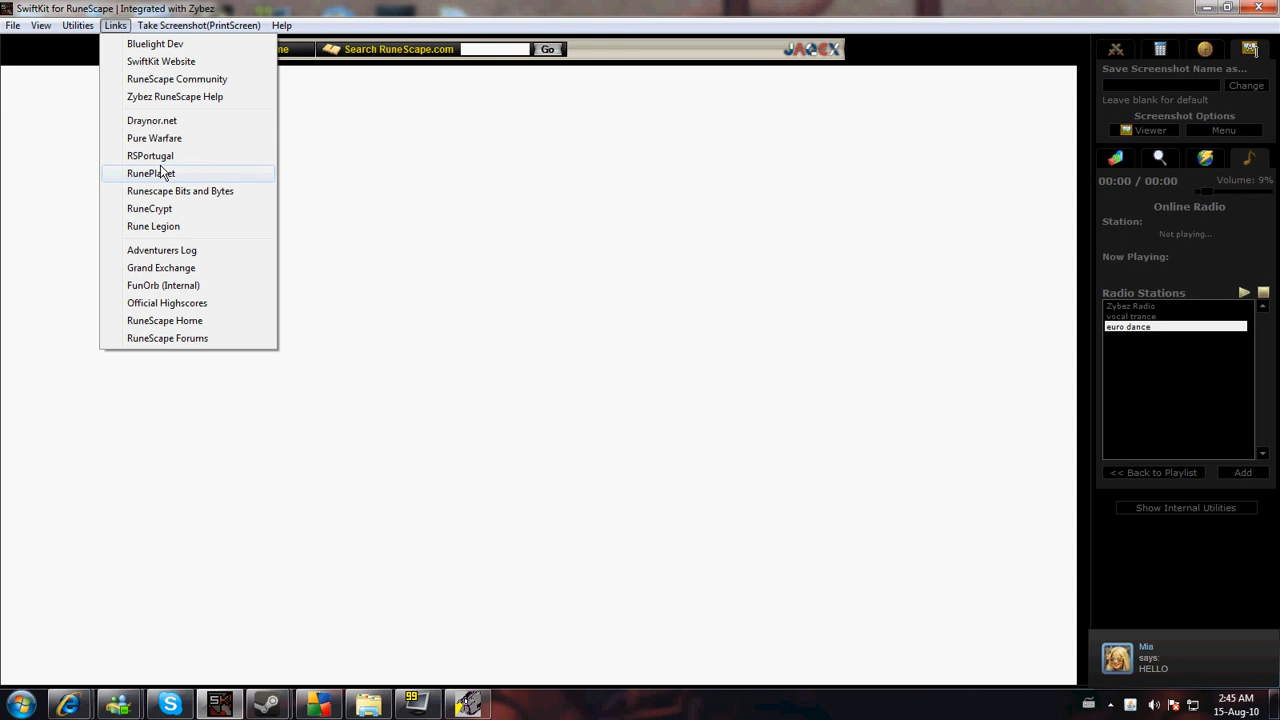 SwiftKit for RuneScape | Integrated with Zybez
File View Utilities Links Take Screenshot(PrintScreen) Help
Search RuneScape.com Go JAGEX
Bluelight Dev
SwiftKit Website
RuneScape Community
Zybez RuneScape Help
Draynor.net
Pure Warfare
RSPortugal
RunePlanet
Runescape Bits and Bytes
RuneCrypt
Rune Legion
Adventurers Log
Grand Exchange
FunOrb (Internal)
Official Highscores
RuneScape Home
RuneScape Forums
Save Screenshot Name as...
Change
Leave blank for default
Screenshot Options
Viewer Menu
00:00 / 00:00 Volume: 9%
Online Radio
Station:
Not playing...
Now Playing:
Radio Stations
Zybez Radio
vocal trance
euro dance
<< Back to Playlist Add
Show Internal Utilities
Mia
says:
HELLO
99
2:45 AM
15-Aug-10